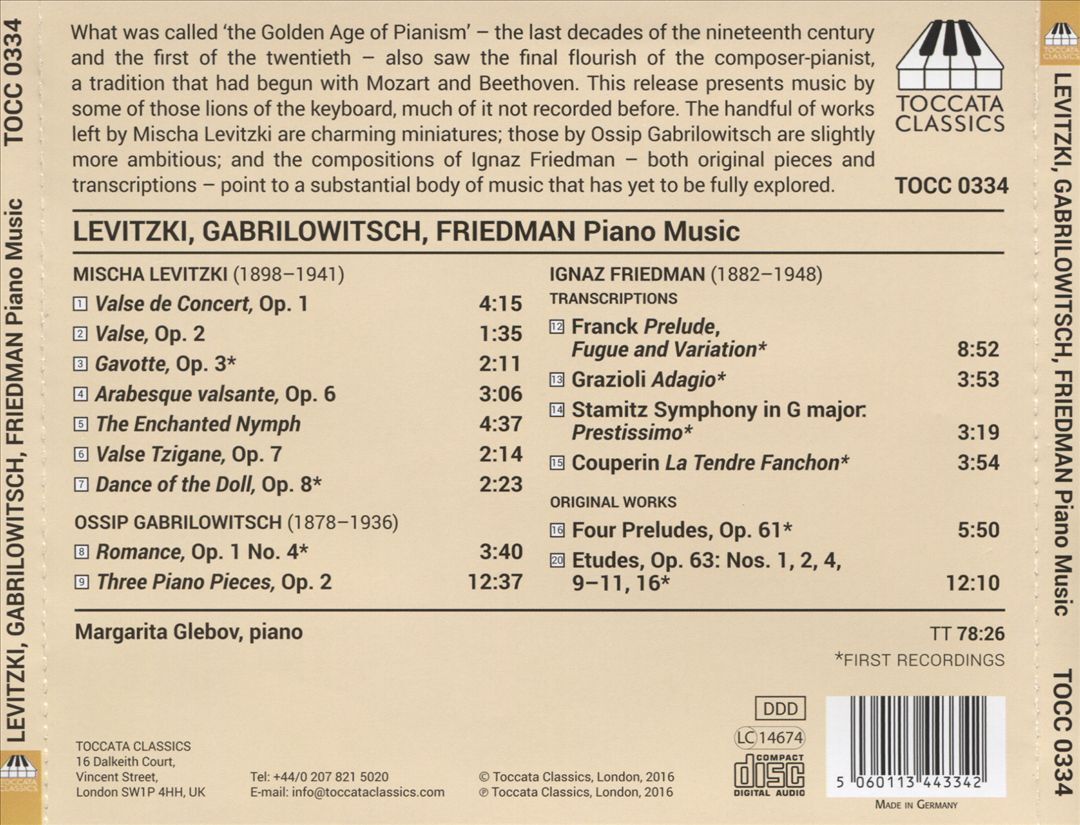 LEVITZKI, GABRILOWITSCH, FRIEDMAN Piano Music TOCC 0334
What was called ‘the Golden Age of Pianism’ – the last decades of the nineteenth century
and the first of the twentieth – also saw the final flourish of the composer-pianist,
a tradition that had begun with Mozart and Beethoven. This release presents music by
some of those lions of the keyboard, much of it not recorded before. The handful of works
left by Mischa Levitzki are charming miniatures; those by Ossip Gabrilowitsch are slightly
more ambitious; and the compositions of Ignaz Friedman – both original pieces and
transcriptions – point to a substantial body of music that has yet to be fully explored.
TOCCATA
CLASSICS
TOCC 0334
LEVITZKI, GABRILOWITSCH, FRIEDMAN Piano Music
MISCHA LEVITZKI (1898–1941)
1 Valse de Concert, Op. 1 4:15
2 Valse, Op. 2 1:35
3 Gavotte, Op. 3* 2:11
4 Arabesque valsante, Op. 6 3:06
5 The Enchanted Nymph 4:37
6 Valse Tzigane, Op. 7 2:14
7 Dance of the Doll, Op. 8* 2:23
OSSIP GABRILOWITSCH (1878–1936)
8 Romance, Op. 1 No. 4* 3:40
9 Three Piano Pieces, Op. 2 12:37
IGNAZ FRIEDMAN (1882–1948)
TRANSCRIPTIONS
12 Franck Prelude,
Fugue and Variation* 8:52
13 Grazioli Adagio* 3:53
14 Stamitz Symphony in G major:
Prestissimo* 3:19
15 Couperin La Tendre Fanchon* 3:54
ORIGINAL WORKS
16 Four Preludes, Op. 61* 5:50
20 Etudes, Op. 63: Nos. 1, 2, 4,
9–11, 16* 12:10
Margarita Glebov, piano
TT 78:26
*FIRST RECORDINGS
TOCCATA CLASSICS
16 Dalkeith Court,
Vincent Street,
London SW1P 4HH, UK
Tel: +44/0 207 821 5020
E-mail: info@toccataclassics.com
© Toccata Classics, London, 2016
℗ Toccata Classics, London, 2016
DDD
LC 14674
COMPACT
disc
DIGITAL AUDIO
5 060113 443342
MADE IN GERMANY
TOCCATA
CLASSICS
LEVITZKI, GABRILOWITSCH, FRIEDMAN Piano Music TOCC 0334